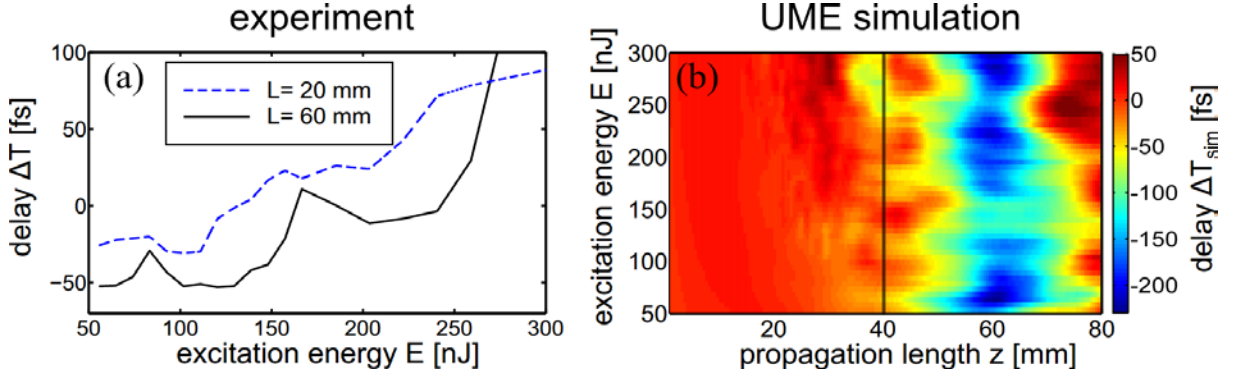 experiment
UME simulation
(a)
L= 20 mm
L= 60 mm
delay ΔT [fs]
100
50
0
−50
50 100 150 200 250 300
excitation energy E [nJ]
(b)
excitation energy E [nJ]
300
250
200
150
100
50
20 40 60 80
propagation length z [mm]
50
0
-50
-100
-150
-200
delay ΔT_sim [fs]